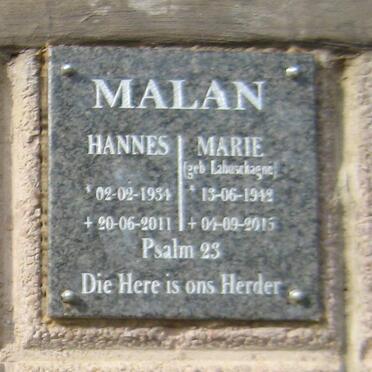 MALAN
HANNES MARIE
(geb Labuschagne)
* 02-02-1934 * 13-06-1942
+ 20-06-2011 + 04-09-2015
Psalm 23
Die Here is ons Herder